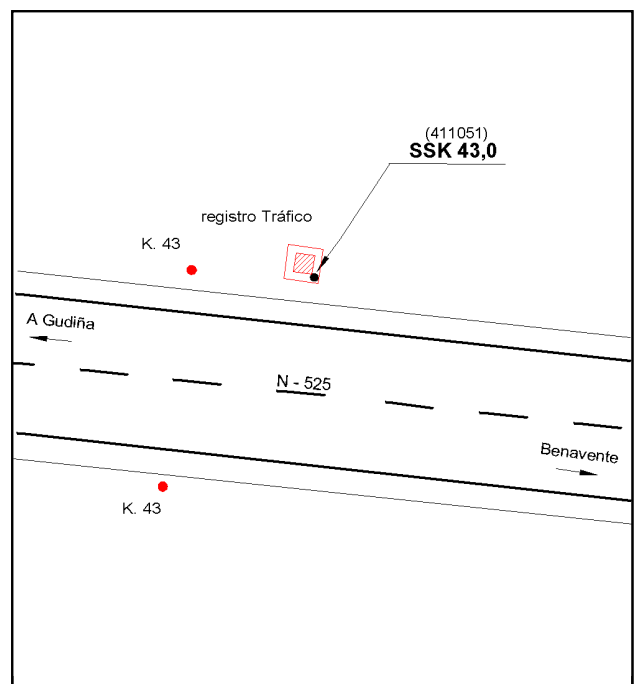 (411051)
SSK 43,0
registro Tráfico
K. 43
A Gudiña
N - 525
Benavente
K. 43